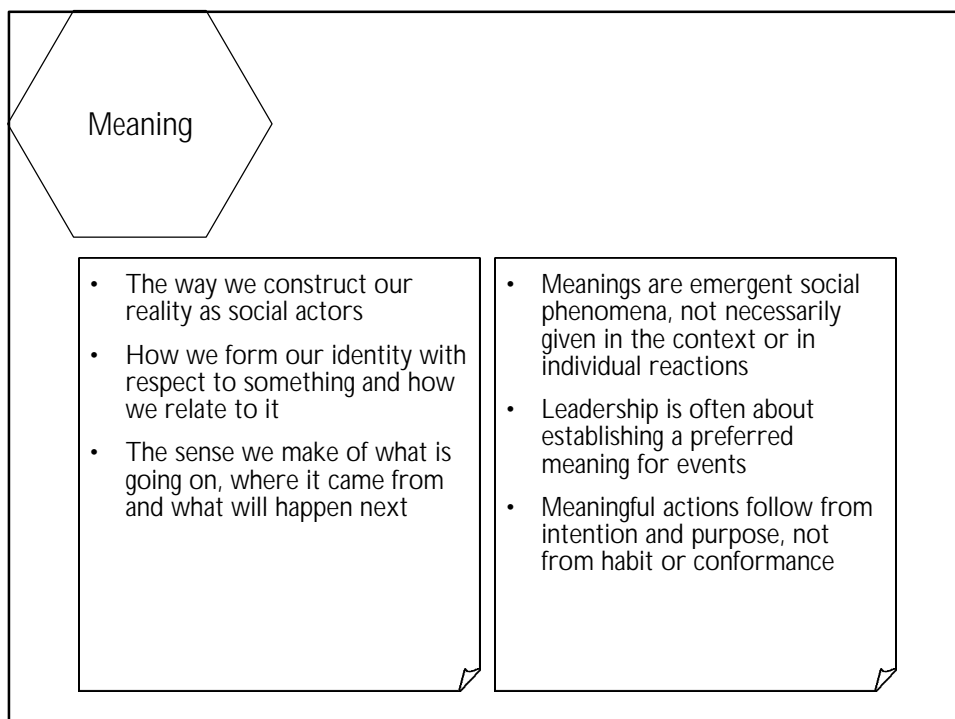 Meaning
• The way we construct our
reality as social actors
• How we form our identity with
respect to something and how
we relate to it
• The sense we make of what is
going on, where it came from
and what will happen next
• Meanings are emergent social
phenomena, not necessarily
given in the context or in
individual reactions
• Leadership is often about
establishing a preferred
meaning for events
• Meaningful actions follow from
intention and purpose, not
from habit or conformance